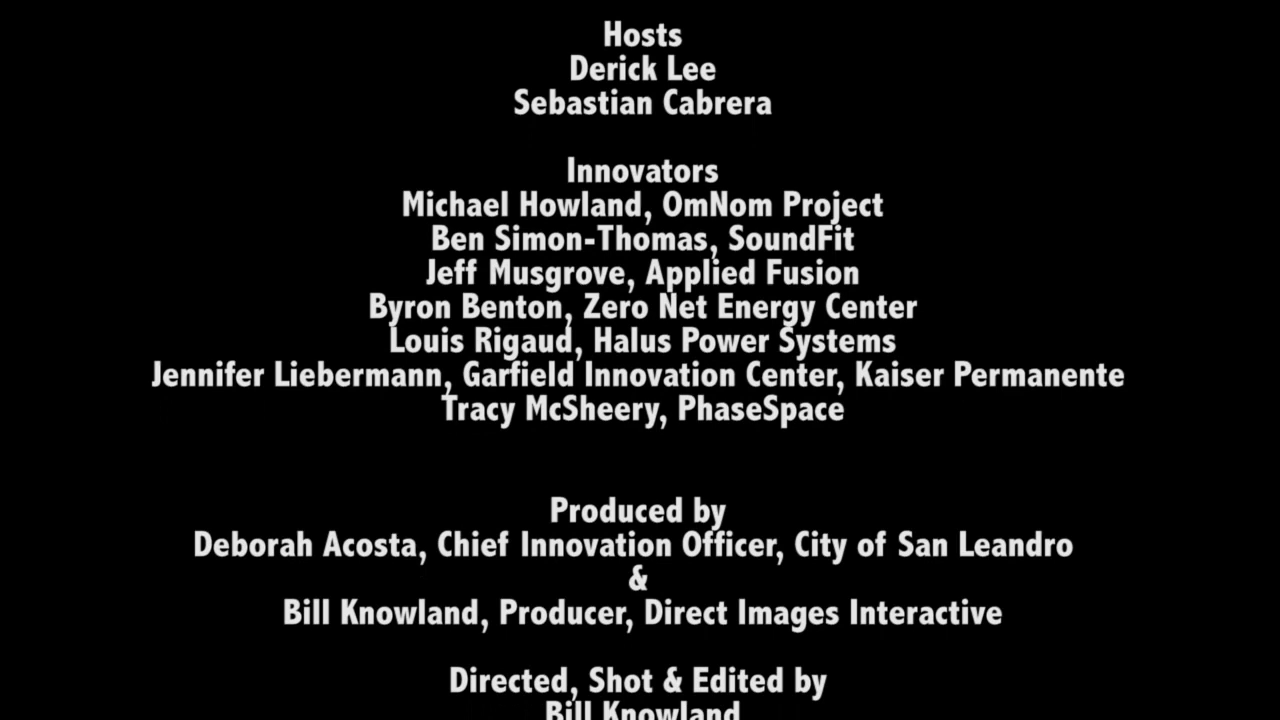 Hosts
Derick Lee
Sebastian Cabrera
Innovators
Michael Howland, OmNom Project
Ben Simon-Thomas, SoundFit
Jeff Musgrove, Applied Fusion
Byron Benton, Zero Net Energy Center
Louis Rigaud, Halus Power Systems
Jennifer Liebermann, Garfield Innovation Center, Kaiser Permanente
Tracy McSheery, PhaseSpace
Produced by
Deborah Acosta, Chief Innovation Officer, City of San Leandro
&
Bill Knowland, Producer, Direct Images Interactive
Directed, Shot & Edited by
Bill Knowland